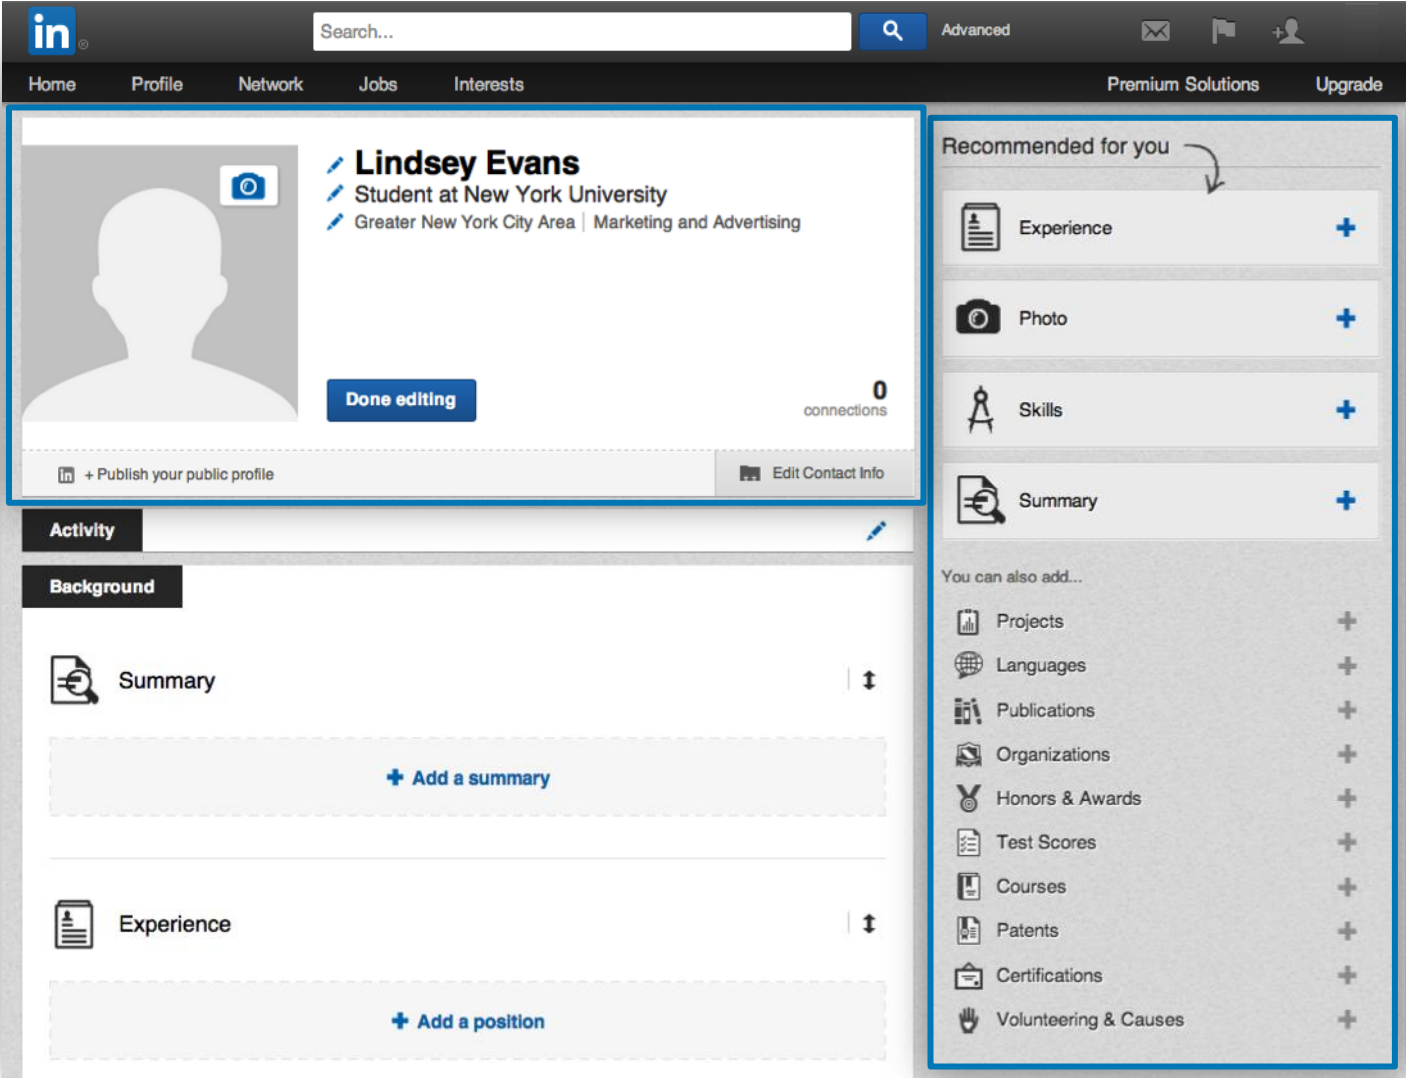 in ®
Search...
Advanced
Home Profile Network Jobs Interests Premium Solutions Upgrade
Lindsey Evans
Student at New York University
Greater New York City Area | Marketing and Advertising
Done editing
0
connections
in + Publish your public profile
Edit Contact Info
Activity
Background
Summary
+ Add a summary
Experience
+ Add a position
Recommended for you
Experience +
Photo +
Skills +
Summary +
You can also add...
Projects +
Languages +
Publications +
Organizations +
Honors & Awards +
Test Scores +
Courses +
Patents +
Certifications +
Volunteering & Causes +